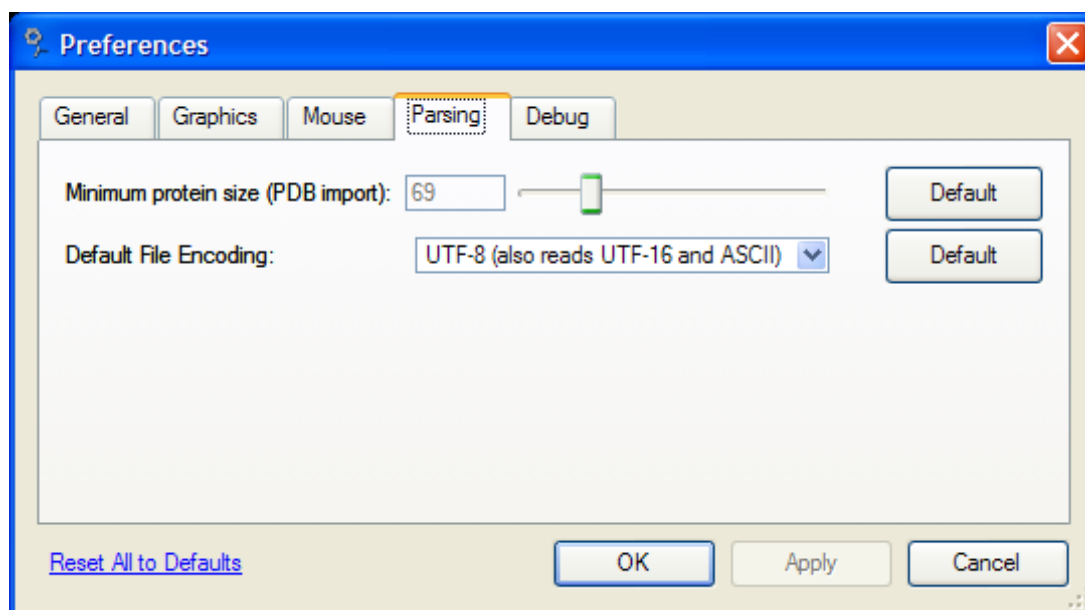 Preferences
General Graphics Mouse Parsing Debug
Minimum protein size (PDB import): 69 Default
Default File Encoding: UTF-8 (also reads UTF-16 and ASCII) Default
Reset All to Defaults OK Apply Cancel